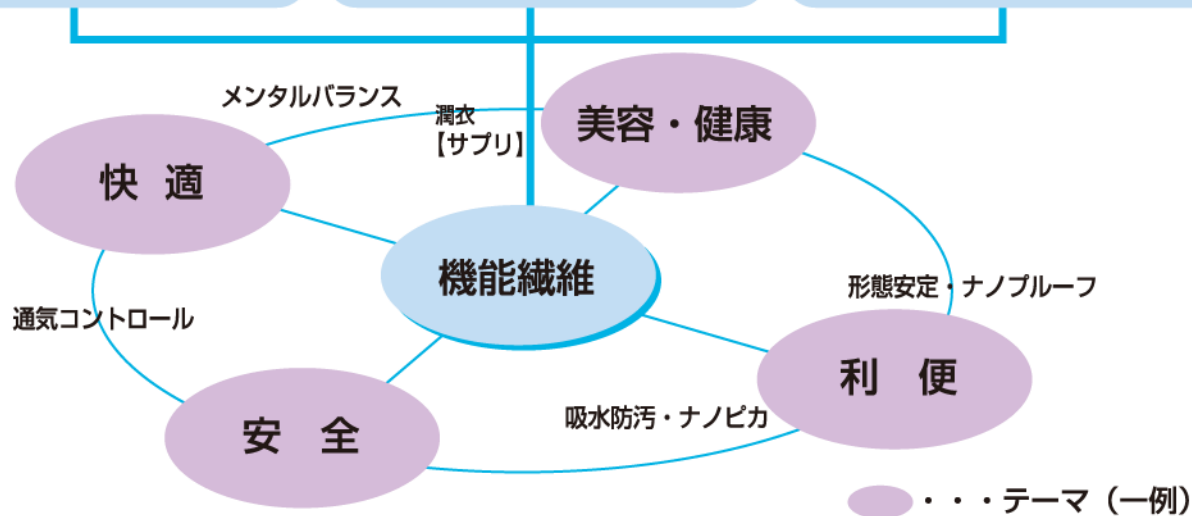 メンタルバランス
潤衣
【サプリ】
美容・健康
快 適
機能繊維
形態安定・ナノプルーフ
通気コントロール
利 便
吸水防汚・ナノピカ
安 全
・・・テーマ（一例）